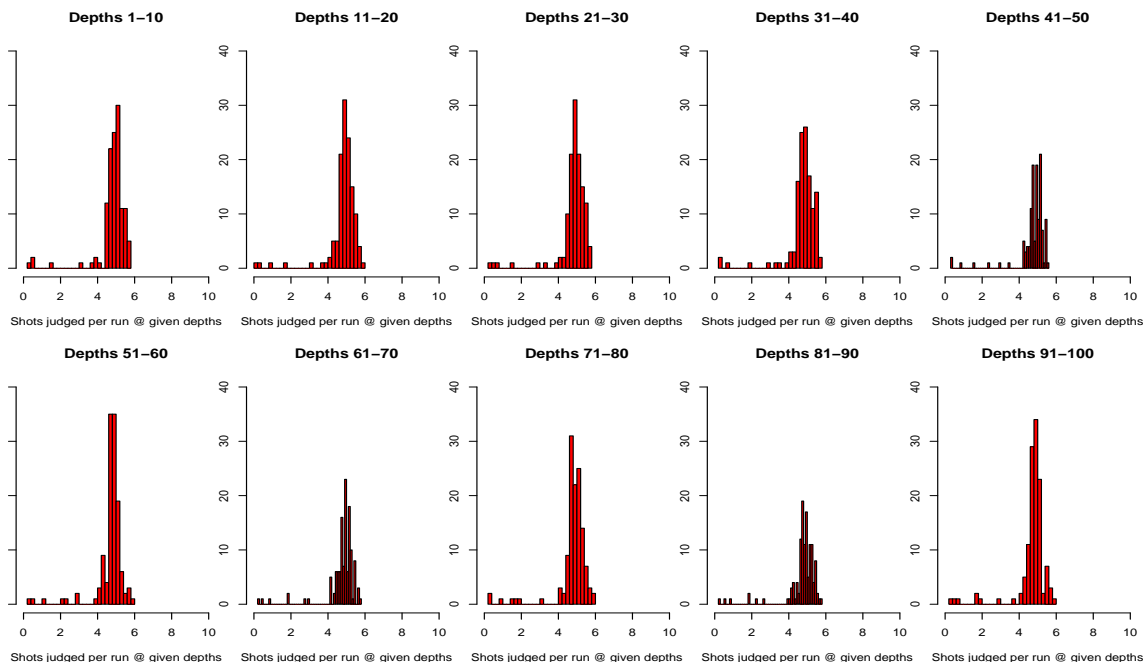 Depths 1–10 Depths 11–20 Depths 21–30 Depths 31–40 Depths 41–50
40 40 40 40
30 30 30 30
20 20 20 20
10 10 10 10
0 0 0 0
0 2 4 6 8 10 0 2 4 6 8 10 0 2 4 6 8 10 0 2 4 6 8 10 0 2 4 6 8 10
Shots judged per run @ given depths Shots judged per run @ given depths Shots judged per run @ given depths Shots judged per run @ given depths Shots judged per run @ given depths
Depths 51–60 Depths 61–70 Depths 71–80 Depths 81–90 Depths 91–100
40 40 40 40
30 30 30 30
20 20 20 20
10 10 10 10
0 0 0 0
0 2 4 6 8 10 0 2 4 6 8 10 0 2 4 6 8 10 0 2 4 6 8 10 0 2 4 6 8 10
Shots judged per run @ given depths Shots judged per run @ given depths Shots judged per run @ given depths Shots judged per run @ given depths Shots judged per run @ given depths